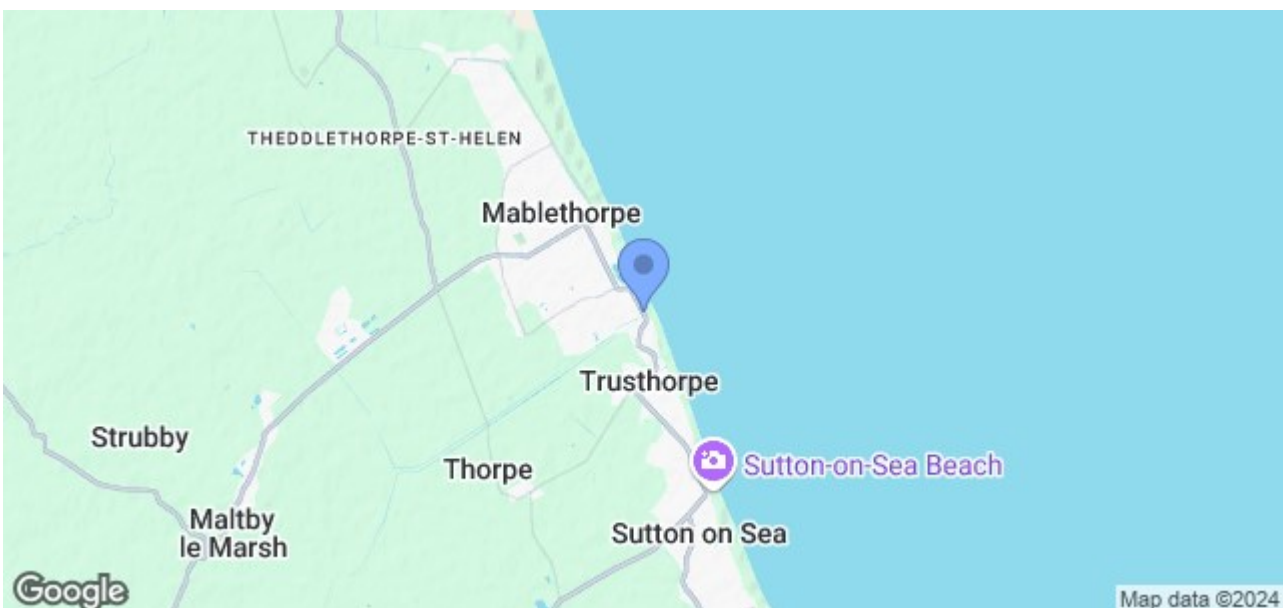 THEDDLETHORPE-ST-HELEN
Mablethorpe
Trusthorpe
Strubby
Thorpe
Sutton-on-Sea Beach
Maltby
le Marsh
Sutton on Sea
Google
Map data ©2024